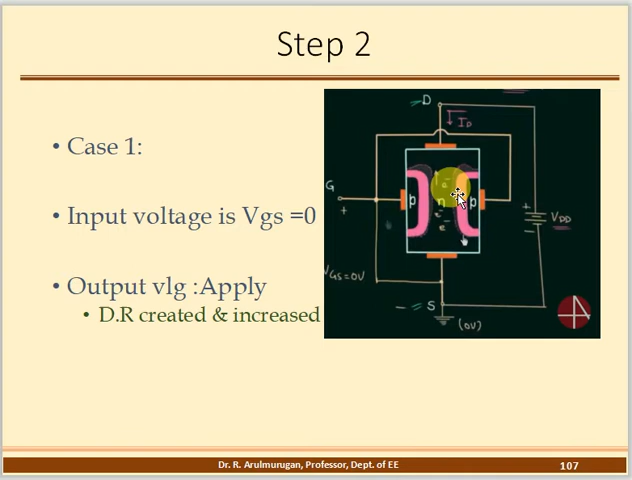 Step 2
• Case 1:
• Input voltage is Vgs =0
• Output vlg :Apply
• D.R created & increased
D
ID
G
+
p
n
p
e
e
+
VDD
-
VGS=0V
- S
(0V)
Dr. R. Arulmurugan, Professor, Dept. of EE
107